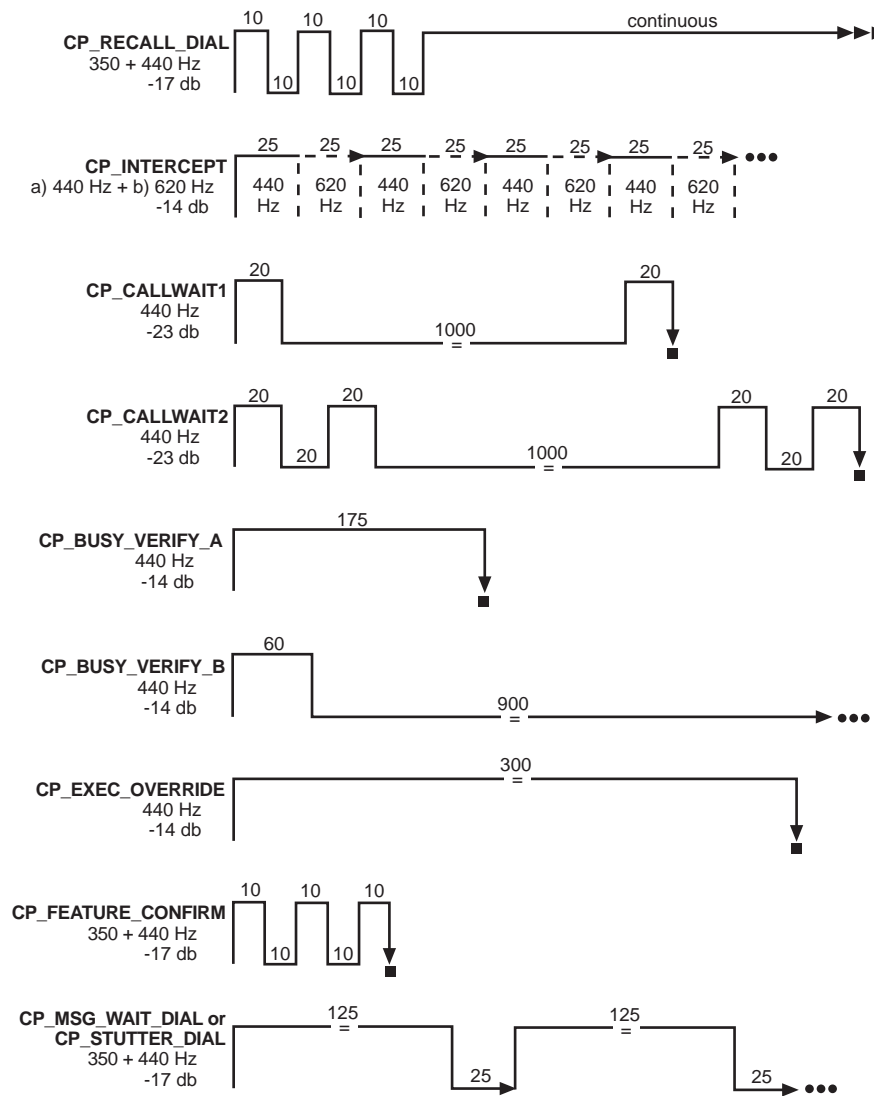 10 10 10 continuous
CP_RECALL_DIAL
350 + 440 Hz
-17 db
10 10 10
25 25 25 25 25 25 25 25
CP_INTERCEPT
a) 440 Hz + b) 620 Hz
-14 db
440 620 440 620 440 620 440 620
Hz Hz Hz Hz Hz Hz Hz Hz
20 20
CP_CALLWAIT1
440 Hz
-23 db
1000
=
20 20 20 20
CP_CALLWAIT2
440 Hz
-23 db
20 1000 20
=
175
CP_BUSY_VERIFY_A
440 Hz
-14 db
60
CP_BUSY_VERIFY_B
440 Hz
-14 db
900
=
300
=
CP_EXEC_OVERRIDE
440 Hz
-14 db
10 10 10
CP_FEATURE_CONFIRM
350 + 440 Hz
-17 db
10 10
125 125
= =
CP_MSG_WAIT_DIAL or
CP_STUTTER_DIAL
350 + 440 Hz
-17 db
25 25